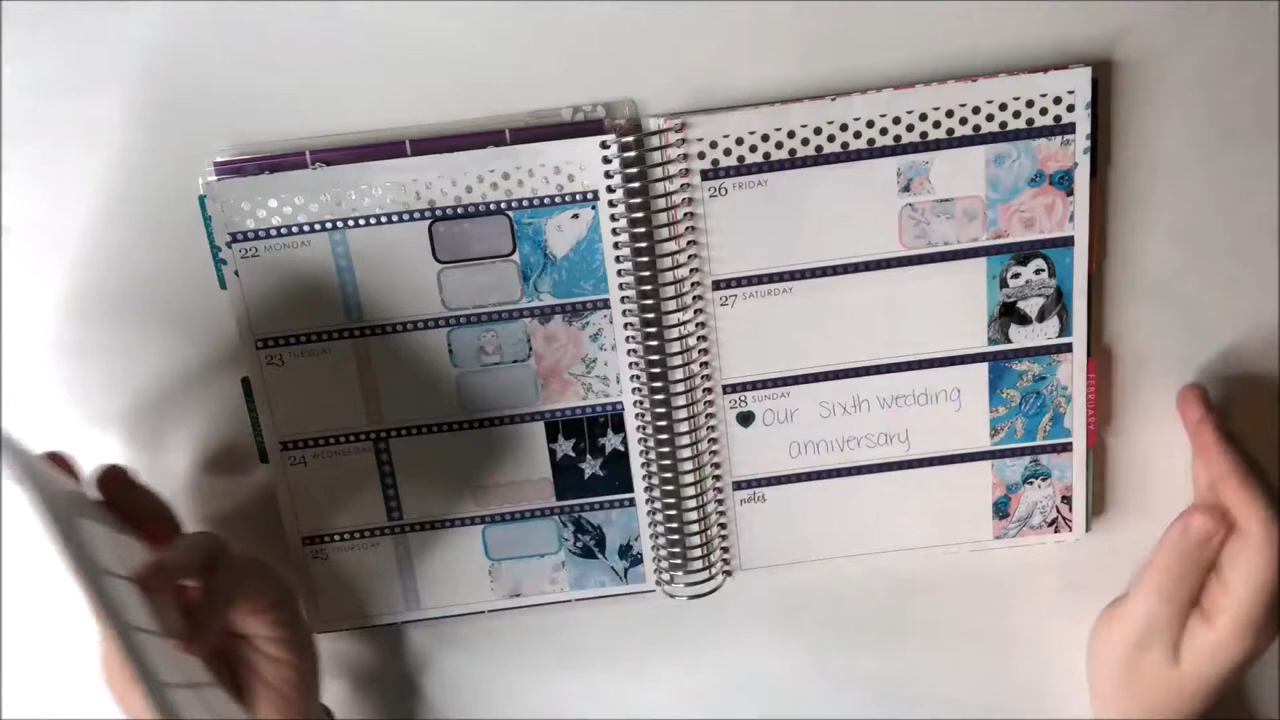 22 MONDAY
23 TUESDAY
24 WEDNESDAY
25 THURSDAY
26 FRIDAY
27 SATURDAY
28 SUNDAY
our sixth wedding
anniversary
notes
FEBRUARY